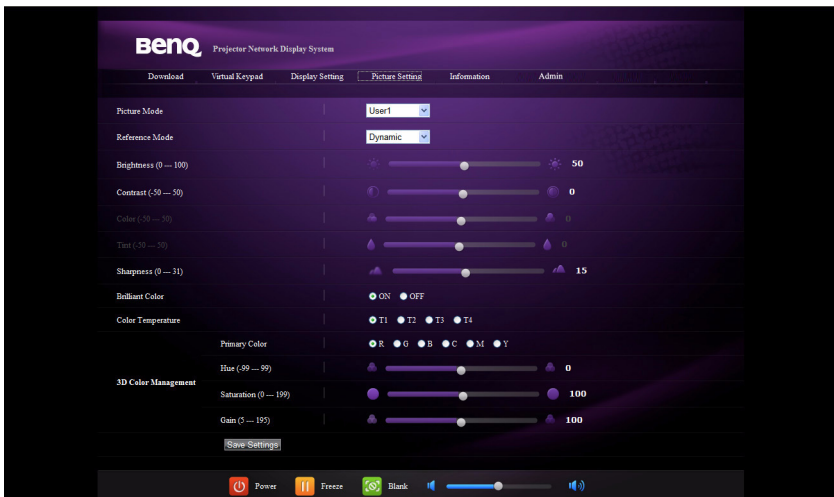 BenQ Projector Network Display System
Download Virtual Keypad Display Setting Picture Setting Information Admin
Picture Mode User1
Reference Mode Dynamic
Brightness (0 --- 100) 50
Contrast (-50 --- 50) 0
Color (-50 --- 50) 0
Tint (-50 --- 50) 0
Sharpness (0 --- 31) 15
Brilliant Color ON OFF
Color Temperature T1 T2 T3 T4
Primary Color R G B C M Y
Hue (-99 --- 99) 0
3D Color Management
Saturation (0 --- 199) 100
Gain (5 --- 195) 100
Save Settings
Power Freeze Blank